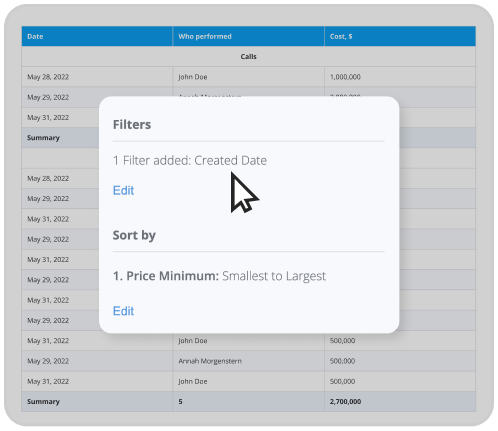 Date Who performed Cost, $
Calls
May 28, 2022 John Doe 1,000,000
May 29, 2022 Annah Morgenstern
May 31, 2022
Summary
May 28, 2022
May 29, 2022
May 31, 2022
May 29, 2022
May 31, 2022
May 29, 2022
May 31, 2022
May 29, 2022
May 31, 2022 John Doe 500,000
May 29, 2022 Annah Morgenstern 500,000
May 31, 2022 John Doe 500,000
Summary 5 2,700,000
Filters
1 Filter added: Created Date
Edit
Sort by
1. Price Minimum: Smallest to Largest
Edit